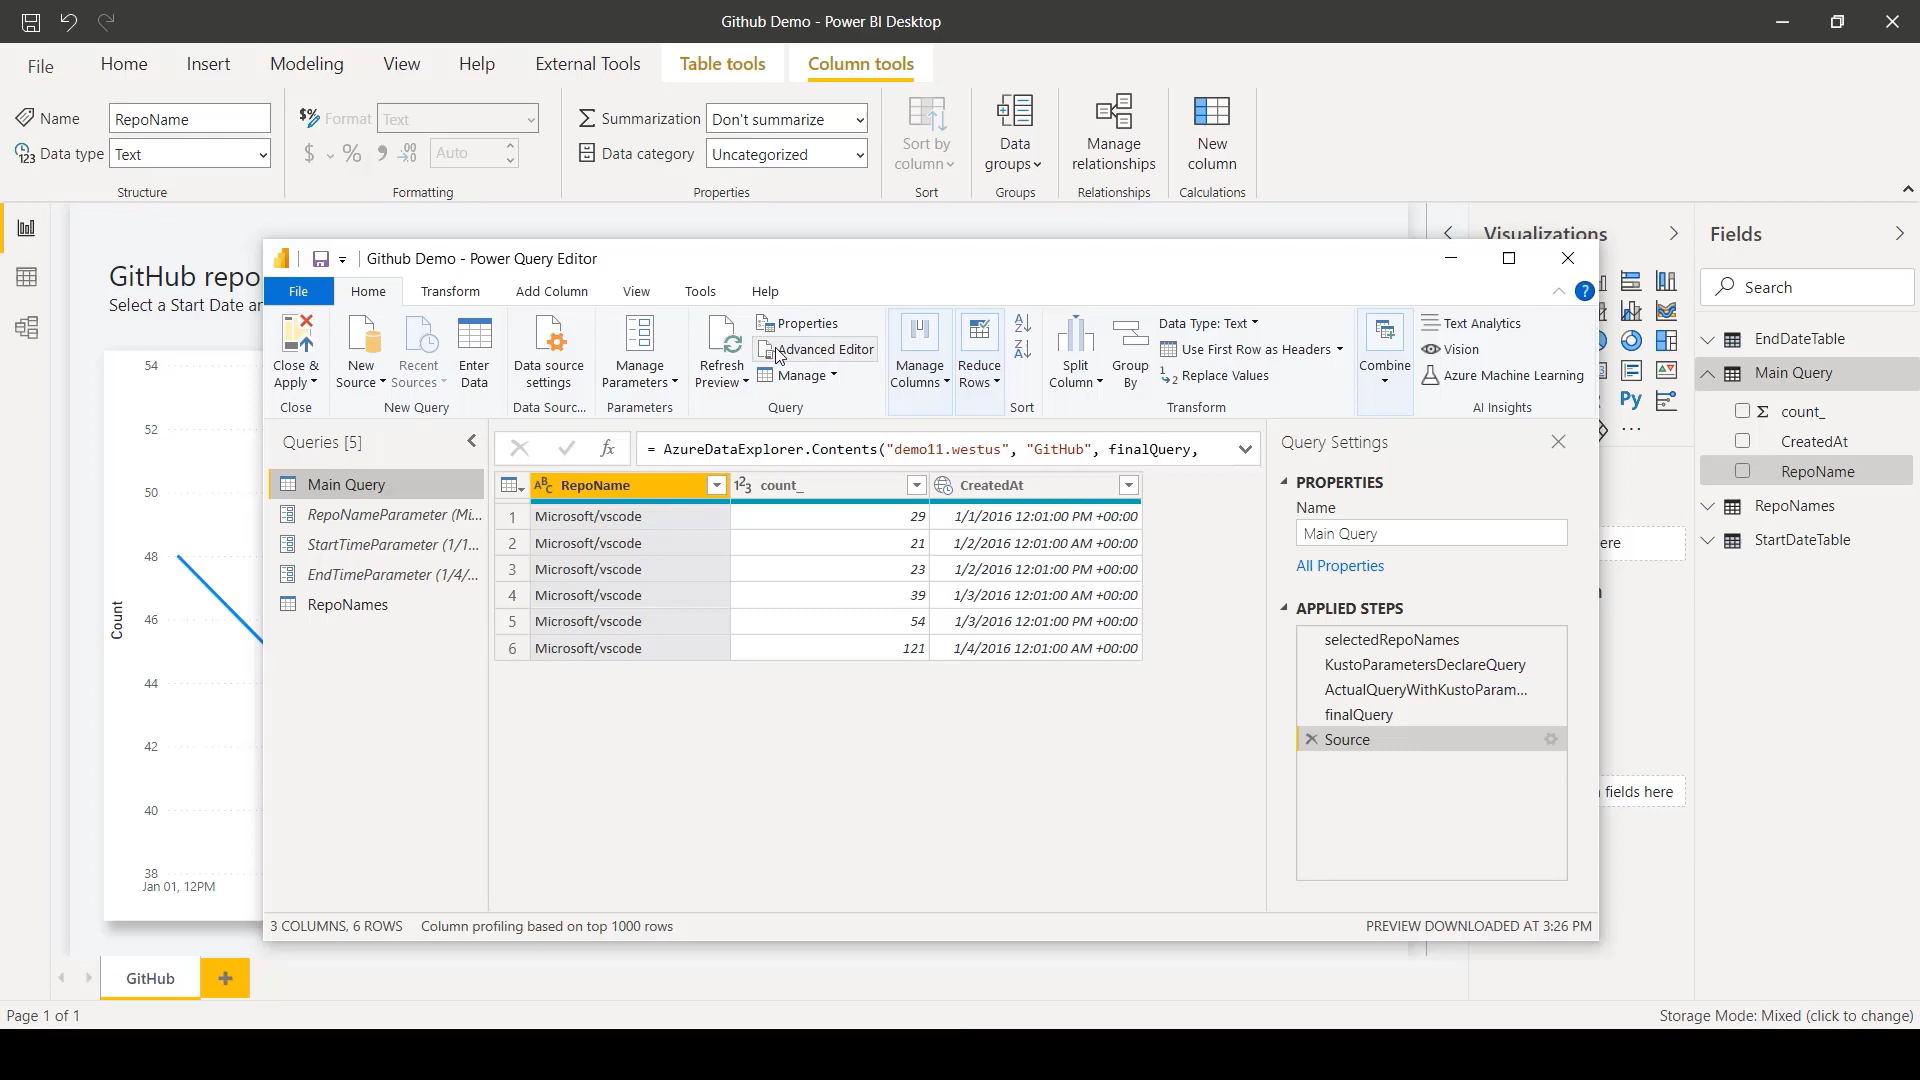 Github Demo - Power BI Desktop
File Home Insert Modeling View Help External Tools Table tools Column tools
Name RepoName
Data type Text
Structure
Format Text
$ % 9 .00 Auto
Formatting
Summarization Don't summarize
Data category Uncategorized
Properties
Sort by column
Sort
Data groups
Groups
Manage relationships
Relationships
New column
Calculations
GitHub repo
Select a Start Date an
54
52
50
48
46
44
42
40
38
Jan 01, 12PM
Count
Github Demo - Power Query Editor
File Home Transform Add Column View Tools Help
Close & Apply
Close
New Source
Recent Sources
Enter Data
New Query
Data source settings
Data Sourc...
Manage Parameters
Parameters
Refresh Preview
Properties
Advanced Editor
Manage
Query
Manage Columns
Reduce Rows
Sort
Split Column
Group By
Data Type: Text
Use First Row as Headers
Replace Values
Transform
Combine
Text Analytics
Vision
Azure Machine Learning
AI Insights
Queries [5]
Main Query
RepoNameParameter (Mi...
StartTimeParameter (1/1...
EndTimeParameter (1/4/...
RepoNames
fx = AzureDataExplorer.Contents("demo11.westus", "GitHub", finalQuery,
ABC RepoName 123 count_ CreatedAt
1 Microsoft/vscode 29 1/1/2016 12:01:00 PM +00:00
2 Microsoft/vscode 21 1/2/2016 12:01:00 AM +00:00
3 Microsoft/vscode 23 1/2/2016 12:01:00 PM +00:00
4 Microsoft/vscode 39 1/3/2016 12:01:00 AM +00:00
5 Microsoft/vscode 54 1/3/2016 12:01:00 PM +00:00
6 Microsoft/vscode 121 1/4/2016 12:01:00 AM +00:00
Query Settings
PROPERTIES
Name
Main Query
All Properties
APPLIED STEPS
selectedRepoNames
KustoParametersDeclareQuery
ActualQueryWithKustoParam...
finalQuery
Source
3 COLUMNS, 6 ROWS Column profiling based on top 1000 rows
PREVIEW DOWNLOADED AT 3:26 PM
Visualizations
Py
...
ere
fields here
Fields
Search
EndDateTable
Main Query
Σ count_
CreatedAt
RepoName
RepoNames
StartDateTable
GitHub +
Page 1 of 1
Storage Mode: Mixed (click to change)